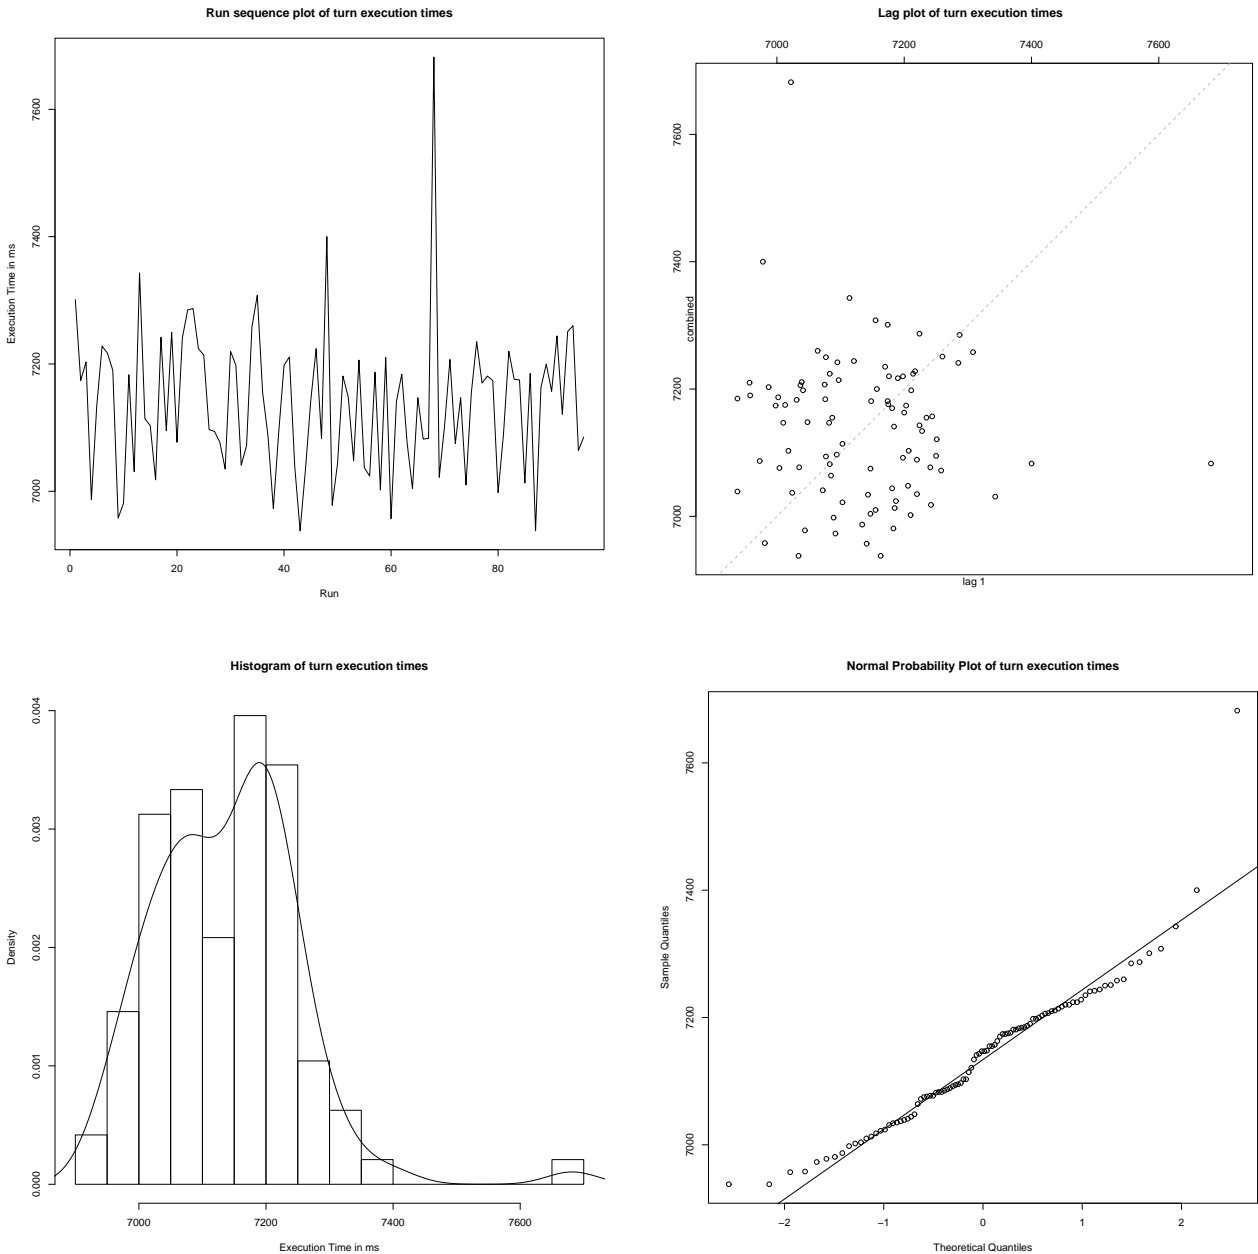 Run sequence plot of turn execution times
Execution Time in ms
7000 7200 7400 7600
0 20 40 60 80
Run
Lag plot of turn execution times
7000 7200 7400 7600
combined
7000 7200 7400 7600
lag 1
Histogram of turn execution times
Density
0.000 0.001 0.002 0.003 0.004
7000 7200 7400 7600
Execution Time in ms
Normal Probability Plot of turn execution times
Sample Quantiles
7000 7200 7400 7600
−2 −1 0 1 2
Theoretical Quantiles